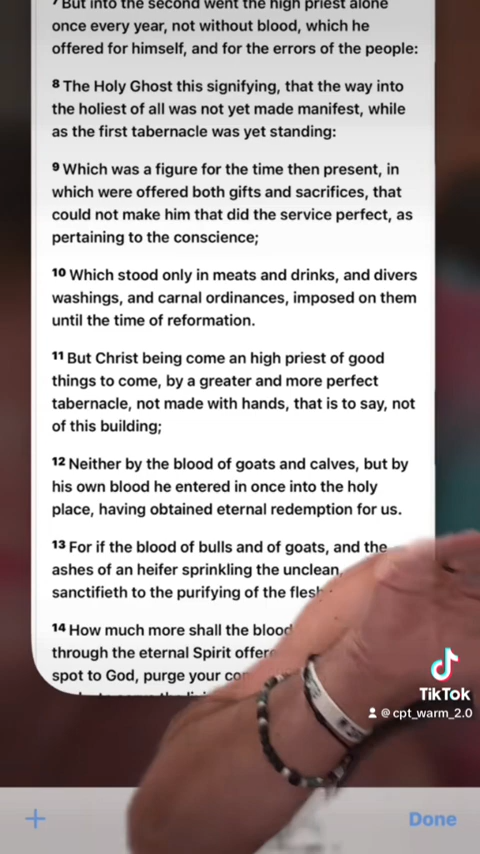 7 But into the second went the high priest alone
once every year, not without blood, which he
offered for himself, and for the errors of the people:
8 The Holy Ghost this signifying, that the way into
the holiest of all was not yet made manifest, while
as the first tabernacle was yet standing:
9 Which was a figure for the time then present, in
which were offered both gifts and sacrifices, that
could not make him that did the service perfect, as
pertaining to the conscience;
10 Which stood only in meats and drinks, and divers
washings, and carnal ordinances, imposed on them
until the time of reformation.
11 But Christ being come an high priest of good
things to come, by a greater and more perfect
tabernacle, not made with hands, that is to say, not
of this building;
12 Neither by the blood of goats and calves, but by
his own blood he entered in once into the holy
place, having obtained eternal redemption for us.
13 For if the blood of bulls and of goats, and the
ashes of an heifer sprinkling the unclean,
sanctifieth to the purifying of the flesh
14 How much more shall the blood
through the eternal Spirit
spot to God, purge your
TikTok
@ cpt_warm_2.0
+ Done